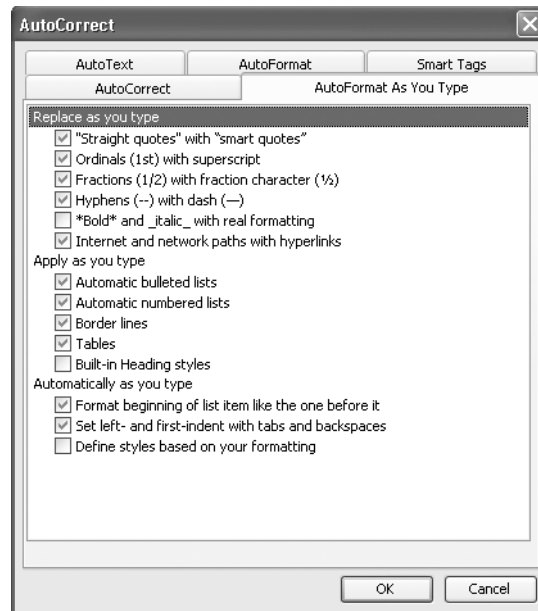 AutoCorrect
AutoText AutoFormat Smart Tags
AutoCorrect AutoFormat As You Type
Replace as you type
"Straight quotes" with “smart quotes”
Ordinals (1st) with superscript
Fractions (1/2) with fraction character (½)
Hyphens (--) with dash (—)
*Bold* and _italic_ with real formatting
Internet and network paths with hyperlinks
Apply as you type
Automatic bulleted lists
Automatic numbered lists
Border lines
Tables
Built-in Heading styles
Automatically as you type
Format beginning of list item like the one before it
Set left- and first-indent with tabs and backspaces
Define styles based on your formatting
OK Cancel